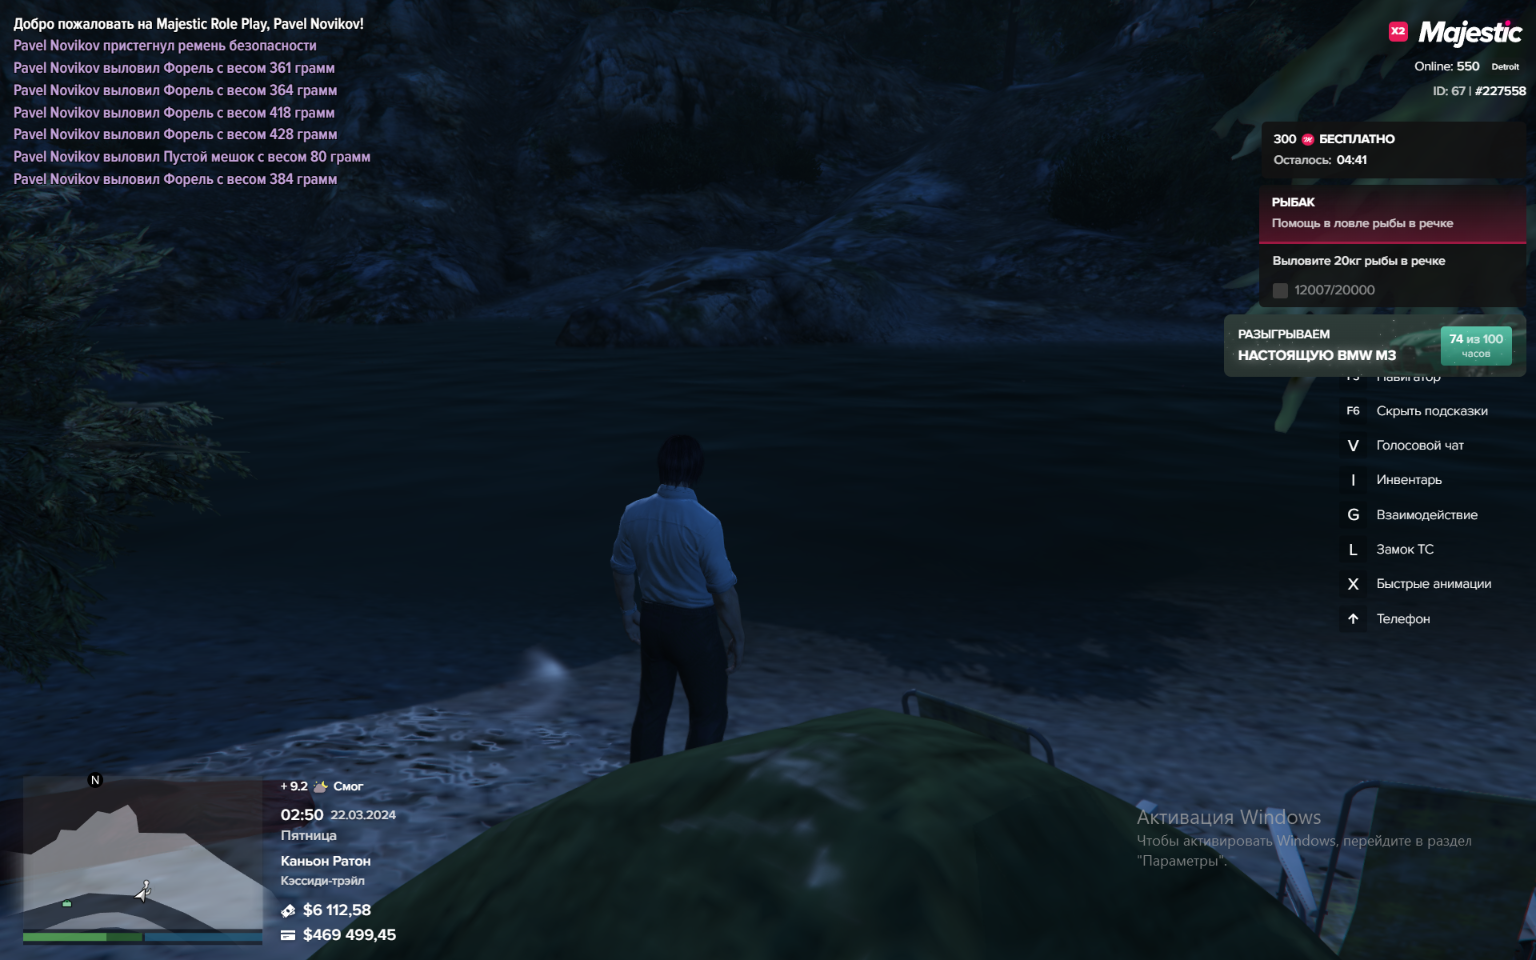 Добро пожаловать на Majestic Role Play, Pavel Novikov!
Pavel Novikov пристегнул ремень безопасности
Pavel Novikov выловил Форель с весом 361 грамм
Pavel Novikov выловил Форель с весом 364 грамм
Pavel Novikov выловил Форель с весом 418 грамм
Pavel Novikov выловил Форель с весом 428 грамм
Pavel Novikov выловил Пустой мешок с весом 80 грамм
Pavel Novikov выловил Форель с весом 384 грамм
X2 Majestic
Online: 550 Detroit
ID: 67 | #227558
300 БЕСПЛАТНО
Осталось: 04:41
РЫБАК
Помощь в ловле рыбы в речке
Выловите 20кг рыбы в речке
12007/20000
РАЗЫГРЫВАЕМ
НАСТОЯЩУЮ BMW M3
74 из 100
часов
Навигатор
F6 Скрыть подсказки
V Голосовой чат
I Инвентарь
G Взаимодействие
L Замок ТС
X Быстрые анимации
Телефон
N
+ 9.2 Смог
02:50 22.03.2024
Пятница
Каньон Ратон
Кэссиди-трэйл
$6 112,58
$469 499,45
Активация Windows
Чтобы активировать Windows, перейдите в раздел
"Параметры".